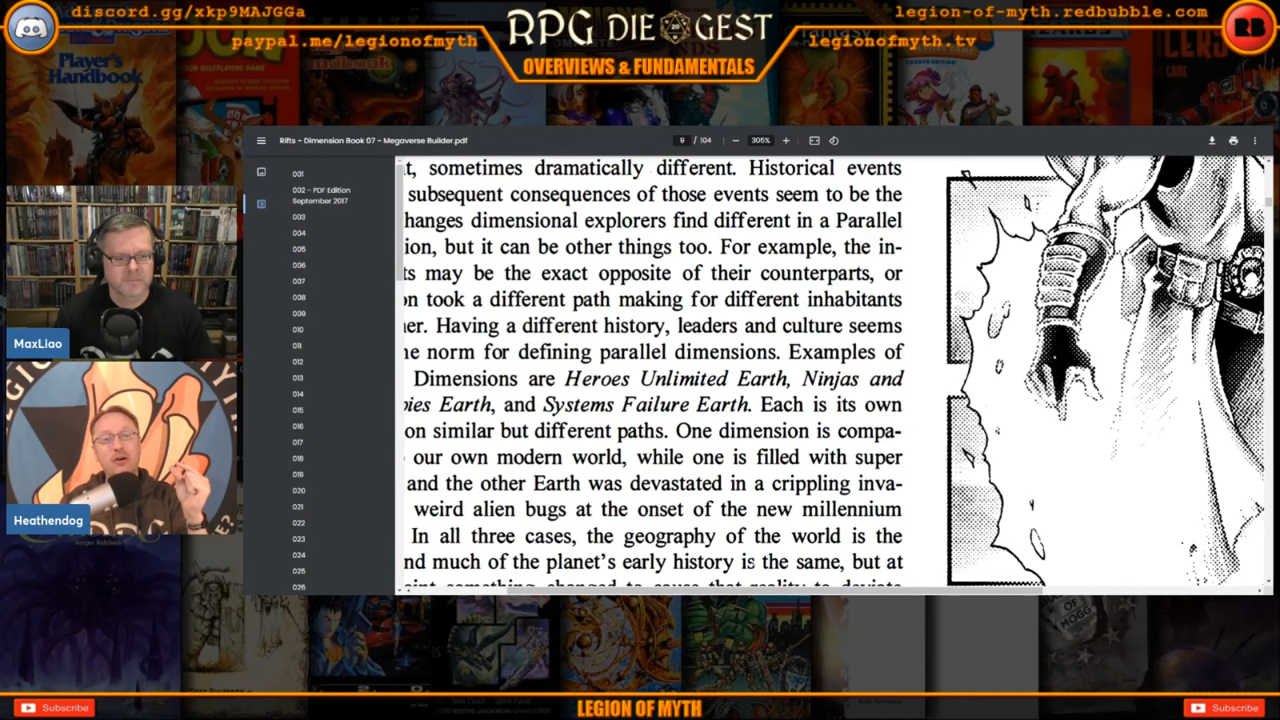 discord.gg/xkp9MAJGGa
paypal.me/legionofmyth
RPG DIE GEST
OVERVIEWS & FUNDAMENTALS
legion-of-myth.redbubble.com
legionofmyth.tv
Player's
Handbook
Rifts - Dimension Book 07 - Megaverse Builder.pdf
9 / 104
305%
001
002 - PDF Edition
September 2017
003
004
005
006
007
008
009
010
011
012
013
014
015
016
017
018
019
020
021
022
023
024
025
026
t, sometimes dramatically different. Historical events
subsequent consequences of those events seem to be the
hanges dimensional explorers find different in a Parallel
ion, but it can be other things too. For example, the in-
ts may be the exact opposite of their counterparts, or
on took a different path making for different inhabitants
er. Having a different history, leaders and culture seems
he norm for defining parallel dimensions. Examples of
Dimensions are Heroes Unlimited Earth, Ninjas and
ies Earth, and Systems Failure Earth. Each is its own
on similar but different paths. One dimension is compa-
our own modern world, while one is filled with super
and the other Earth was devastated in a crippling inva-
weird alien bugs at the onset of the new millennium
In all three cases, the geography of the world is the
nd much of the planet's early history is the same, but at
oint something changed to cause that reality to deviate
MaxLiao
Heathendog
Subscribe
LEGION OF MYTH
Subscribe